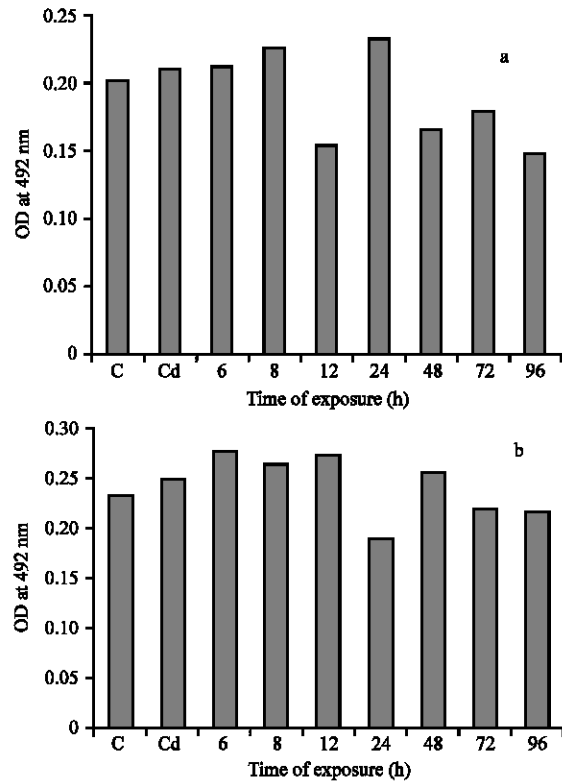 0.25
a
0.20
0.15
OD at 492 nm
0.10
0.05
0
C Cd 6 8 12 24 48 72 96
Time of exposure (h)
0.30
b
0.25
0.20
0.15
OD at 492 nm
0.10
0.05
0.0
C Cd 6 8 12 24 48 72 96
Time of exposure (h)